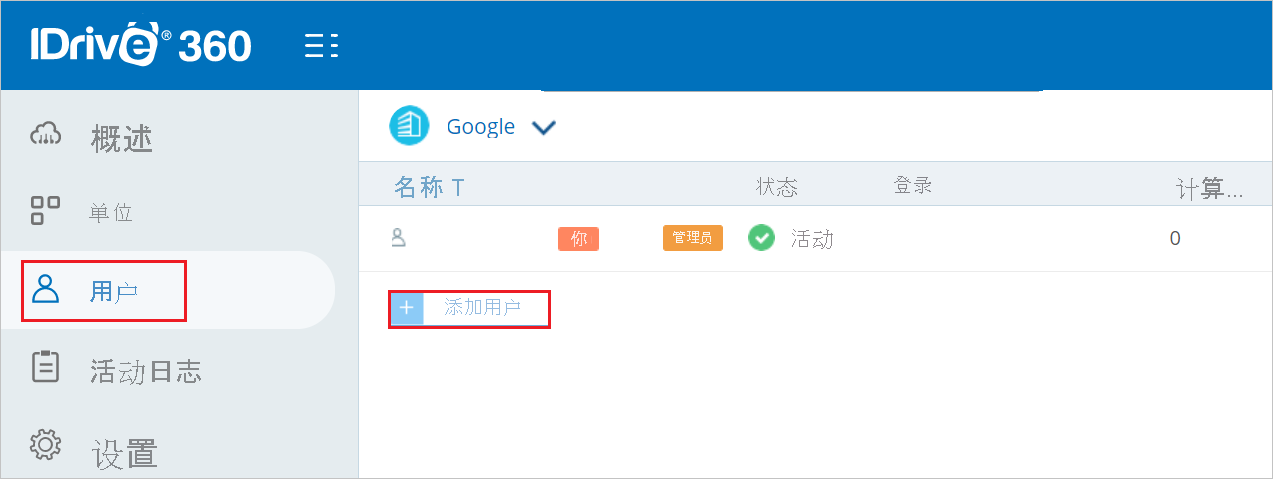 IDrive® 360
概述
单位
用户
活动日志
设置
Google
名称 T 状态 登录 计算...
你 管理员 活动 0
+ 添加用户